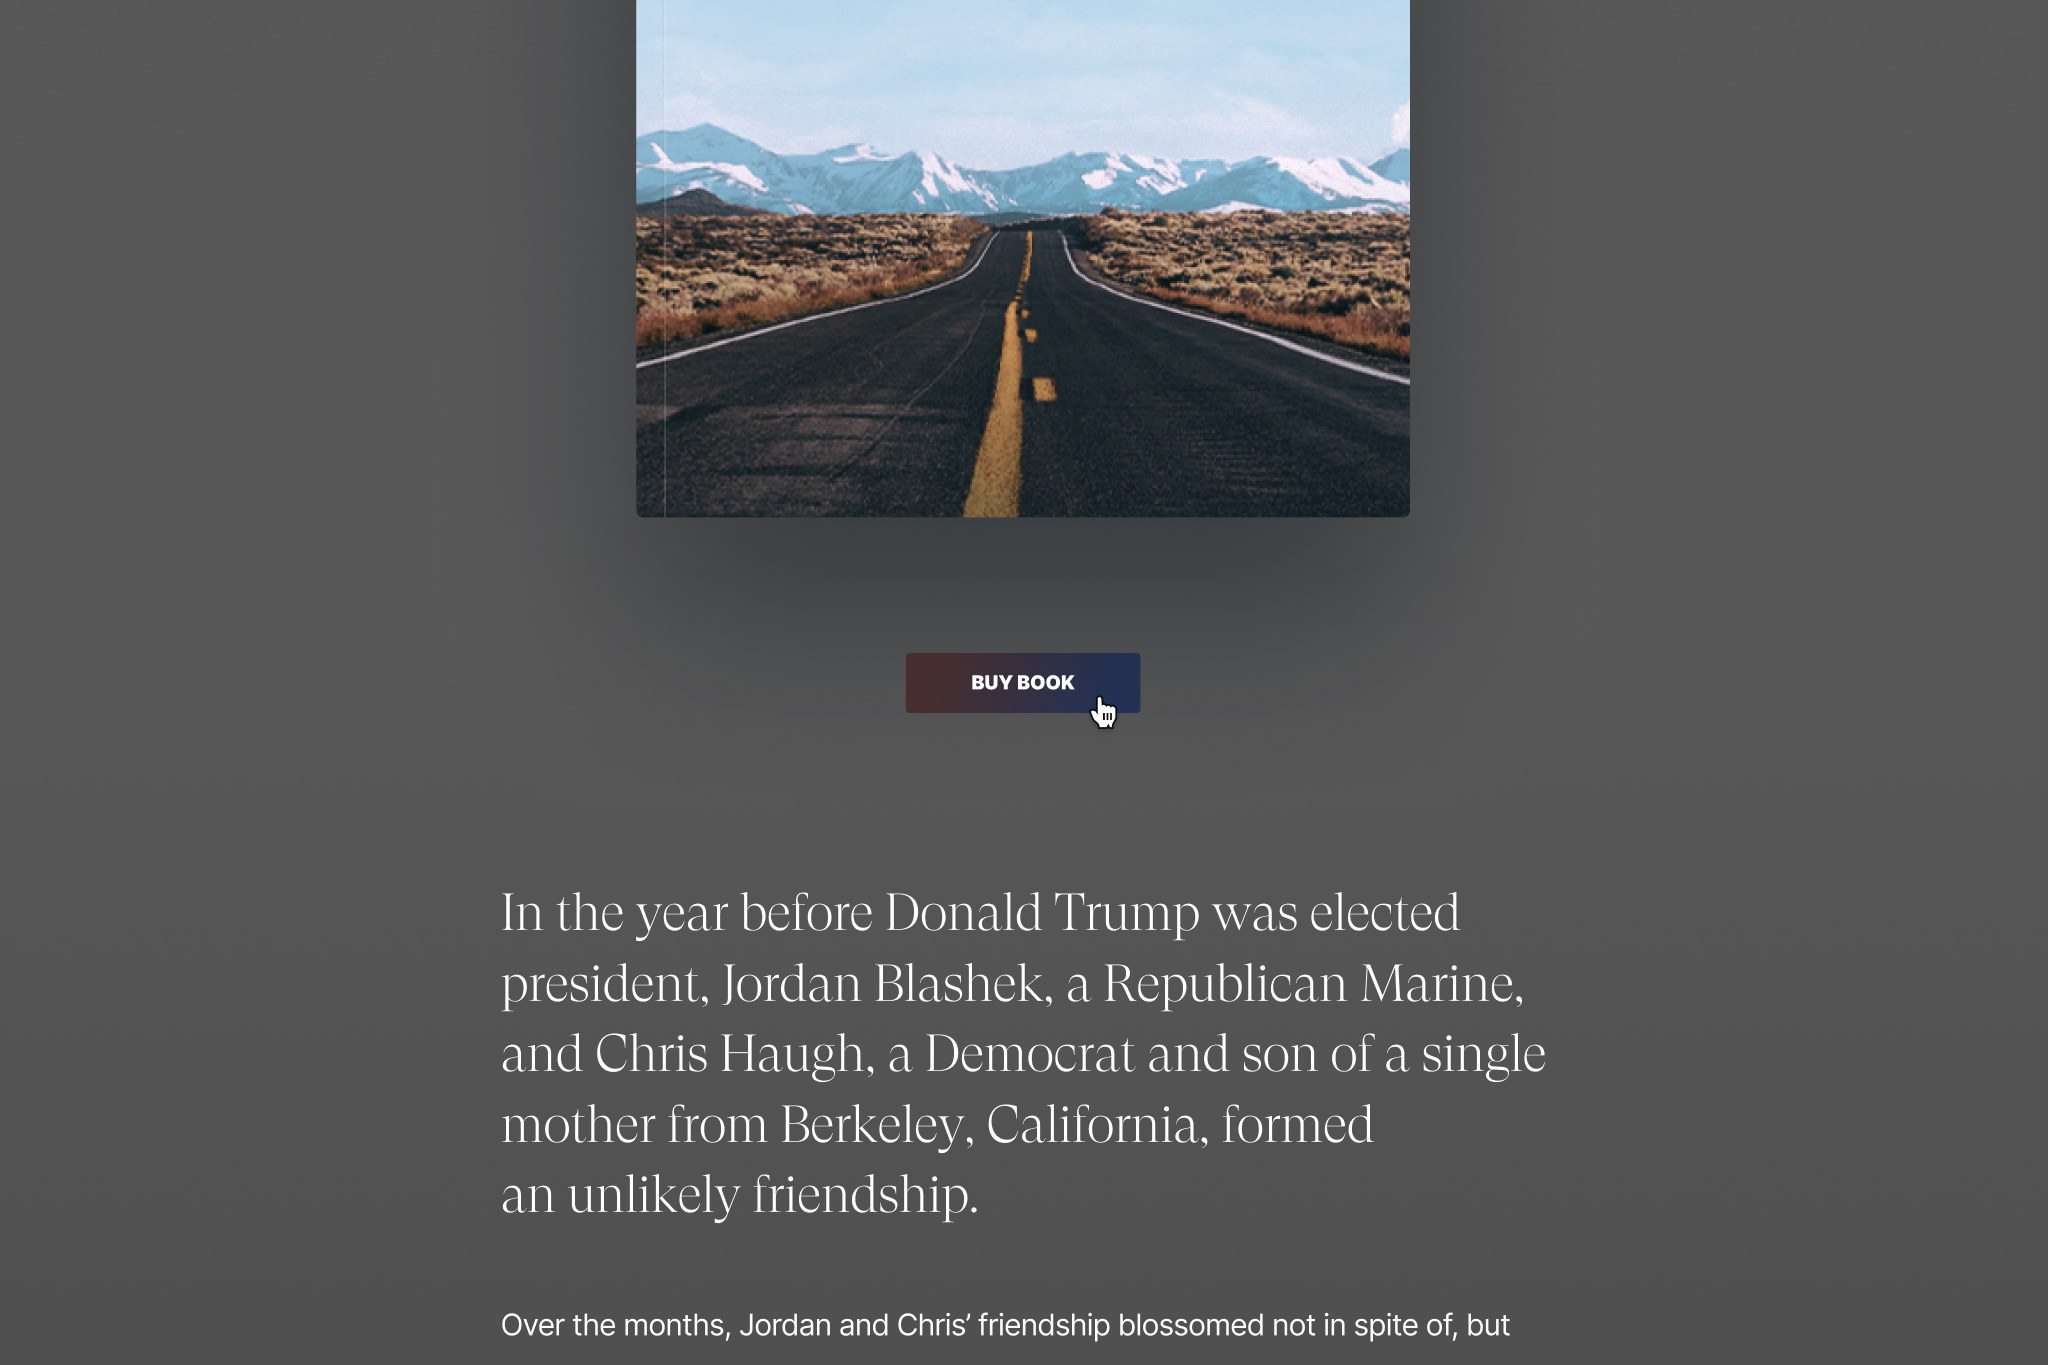 BUY BOOK
In the year before Donald Trump was elected
president, Jordan Blashek, a Republican Marine,
and Chris Haugh, a Democrat and son of a single
mother from Berkeley, California, formed
an unlikely friendship.
Over the months, Jordan and Chris’ friendship blossomed not in spite of, but